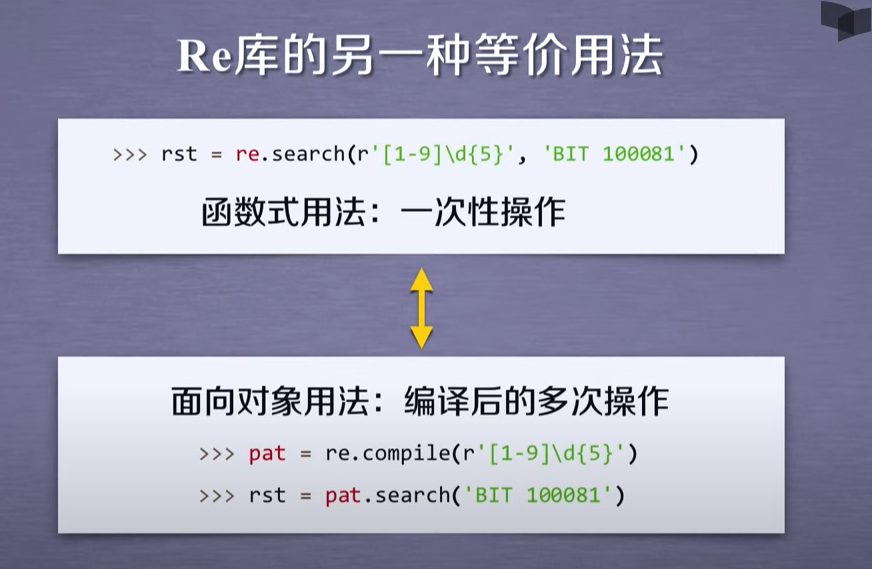 Re库的另一种等价用法
>>> rst = re.search(r'[1-9]\d{5}', 'BIT 100081')
函数式用法：一次性操作
面向对象用法：编译后的多次操作
>>> pat = re.compile(r'[1-9]\d{5}')
>>> rst = pat.search('BIT 100081')